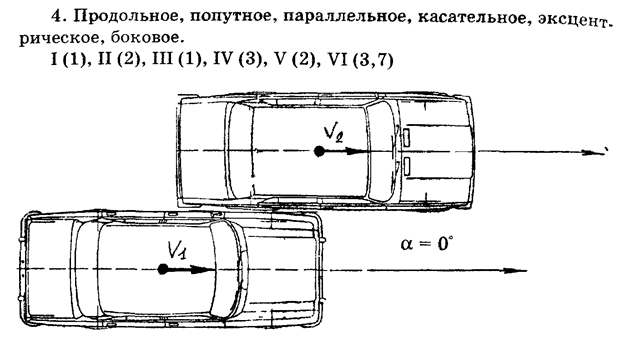 4. Продольное, попутное, параллельное, касательное, эксцент-
рическое, боковое.
I (1), II (2), III (1), IV (3), V (2), VI (3,7)
V₂
α = 0°
V₁